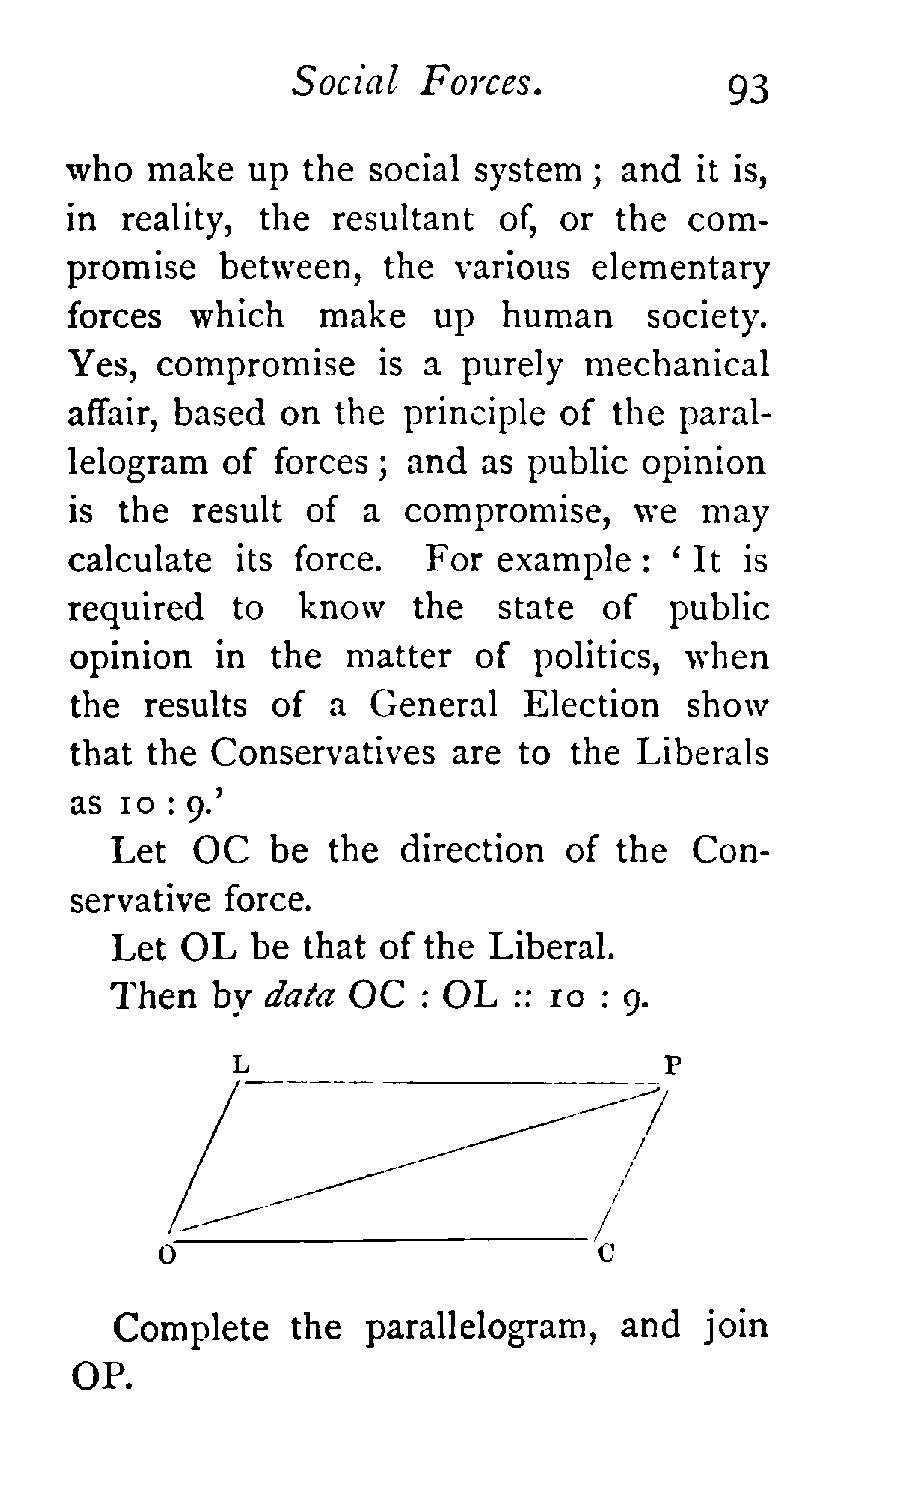 Social Forces. 93
who make up the social system ; and it is,
in reality, the resultant of, or the com-
promise between, the various elementary
forces which make up human society.
Yes, compromise is a purely mechanical
affair, based on the principle of the paral-
lelogram of forces ; and as public opinion
is the result of a compromise, we may
calculate its force. For example : ‘ It is
required to know the state of public
opinion in the matter of politics, when
the results of a General Election show
that the Conservatives are to the Liberals
as 10 : 9.’
Let OC be the direction of the Con-
servative force.
Let OL be that of the Liberal.
Then by data OC : OL :: 10 : 9.
L P
O C
Complete the parallelogram, and join
OP.